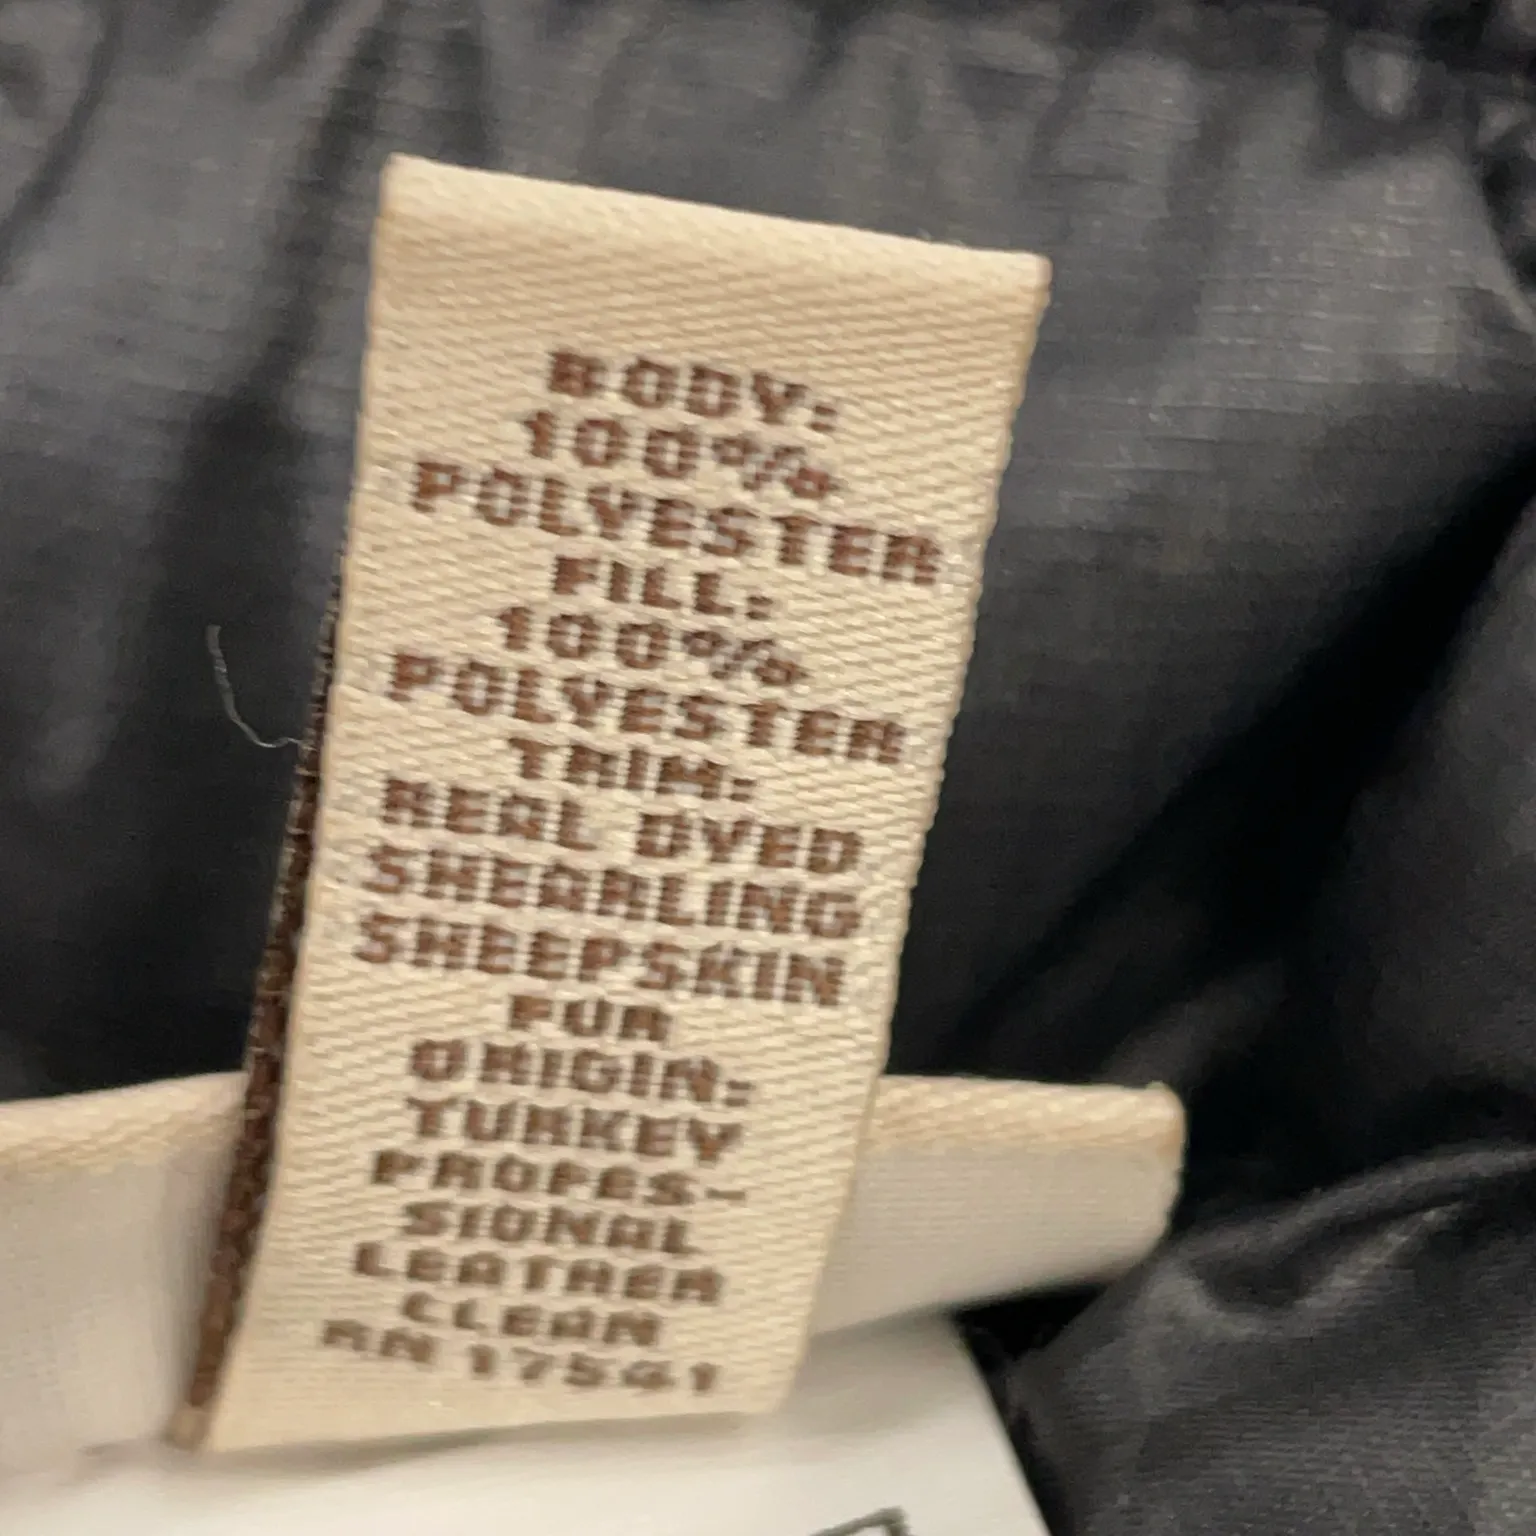 BODY:
100%
POLYESTER
FILL:
100%
POLYESTER
TRIM:
REAL DYED
SHEARLING
SHEEPSKIN
FUR
ORIGIN:
TURKEY
PROFES-
SIONAL
LEATHER
CLEAN
RN 17541